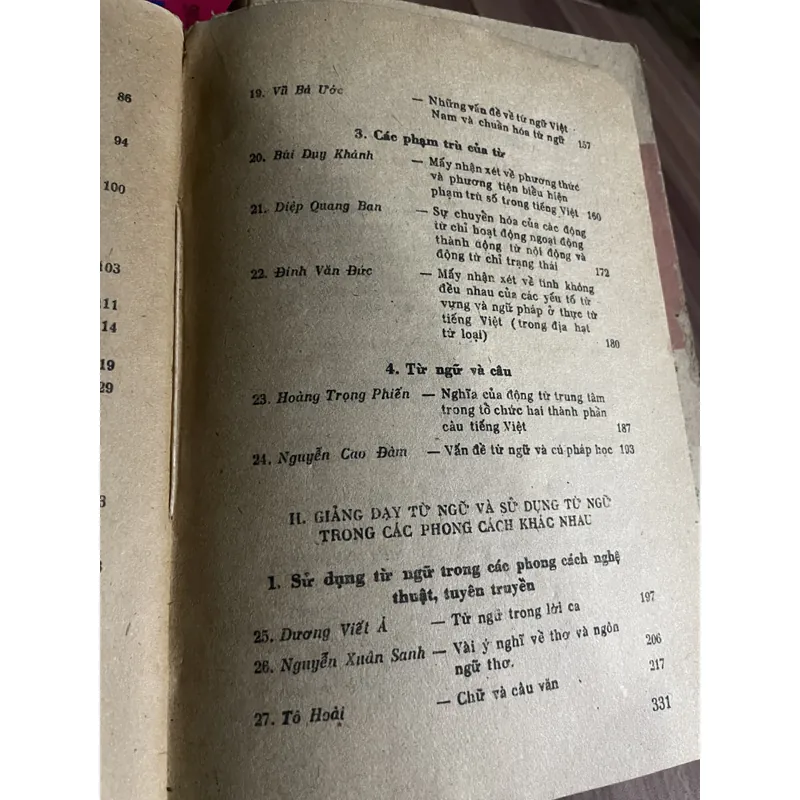 86
94
100
103
11
14
19
29
19. Vũ Bá Ước — Những vấn đề về từ ngữ Việt
Nam và chuẩn hóa từ ngữ 157
3. Các phạm trù của từ
20. Bùi Duy Khánh — Mấy nhận xét về phương thức
và phương tiện biểu hiện
phạm trù số trong tiếng Việt 160
21. Diệp Quang Ban — Sự chuyển hóa của các động
từ chỉ hoạt động ngoại động
thành động từ nội động và
động từ chỉ trạng thái 172
22. Đinh Văn Đức — Mấy nhận xét về tính không
đều nhau của các yếu tố từ
vựng và ngữ pháp ở thực từ
tiếng Việt (trong địa hạt
từ loại) 180
4. Từ ngữ và câu
23. Hoàng Trọng Phiến — Nghĩa của động từ trung tâm
trong tổ chức hai thành phần
câu tiếng Việt 187
24. Nguyễn Cao Đàm — Vấn đề từ ngữ và cú pháp học 193
II. GIẢNG DẠY TỪ NGỮ VÀ SỬ DỤNG TỪ NGỮ
TRONG CÁC PHONG CÁCH KHÁC NHAU
1. Sử dụng từ ngữ trong các phong cách nghệ
thuật, tuyên truyền
25. Dương Viết Á — Từ ngữ trong lời ca 197
26. Nguyễn Xuân Sanh — Vài ý nghĩ về thơ và ngôn
ngữ thơ. 206
27. Tô Hoài — Chữ và câu văn 217
331